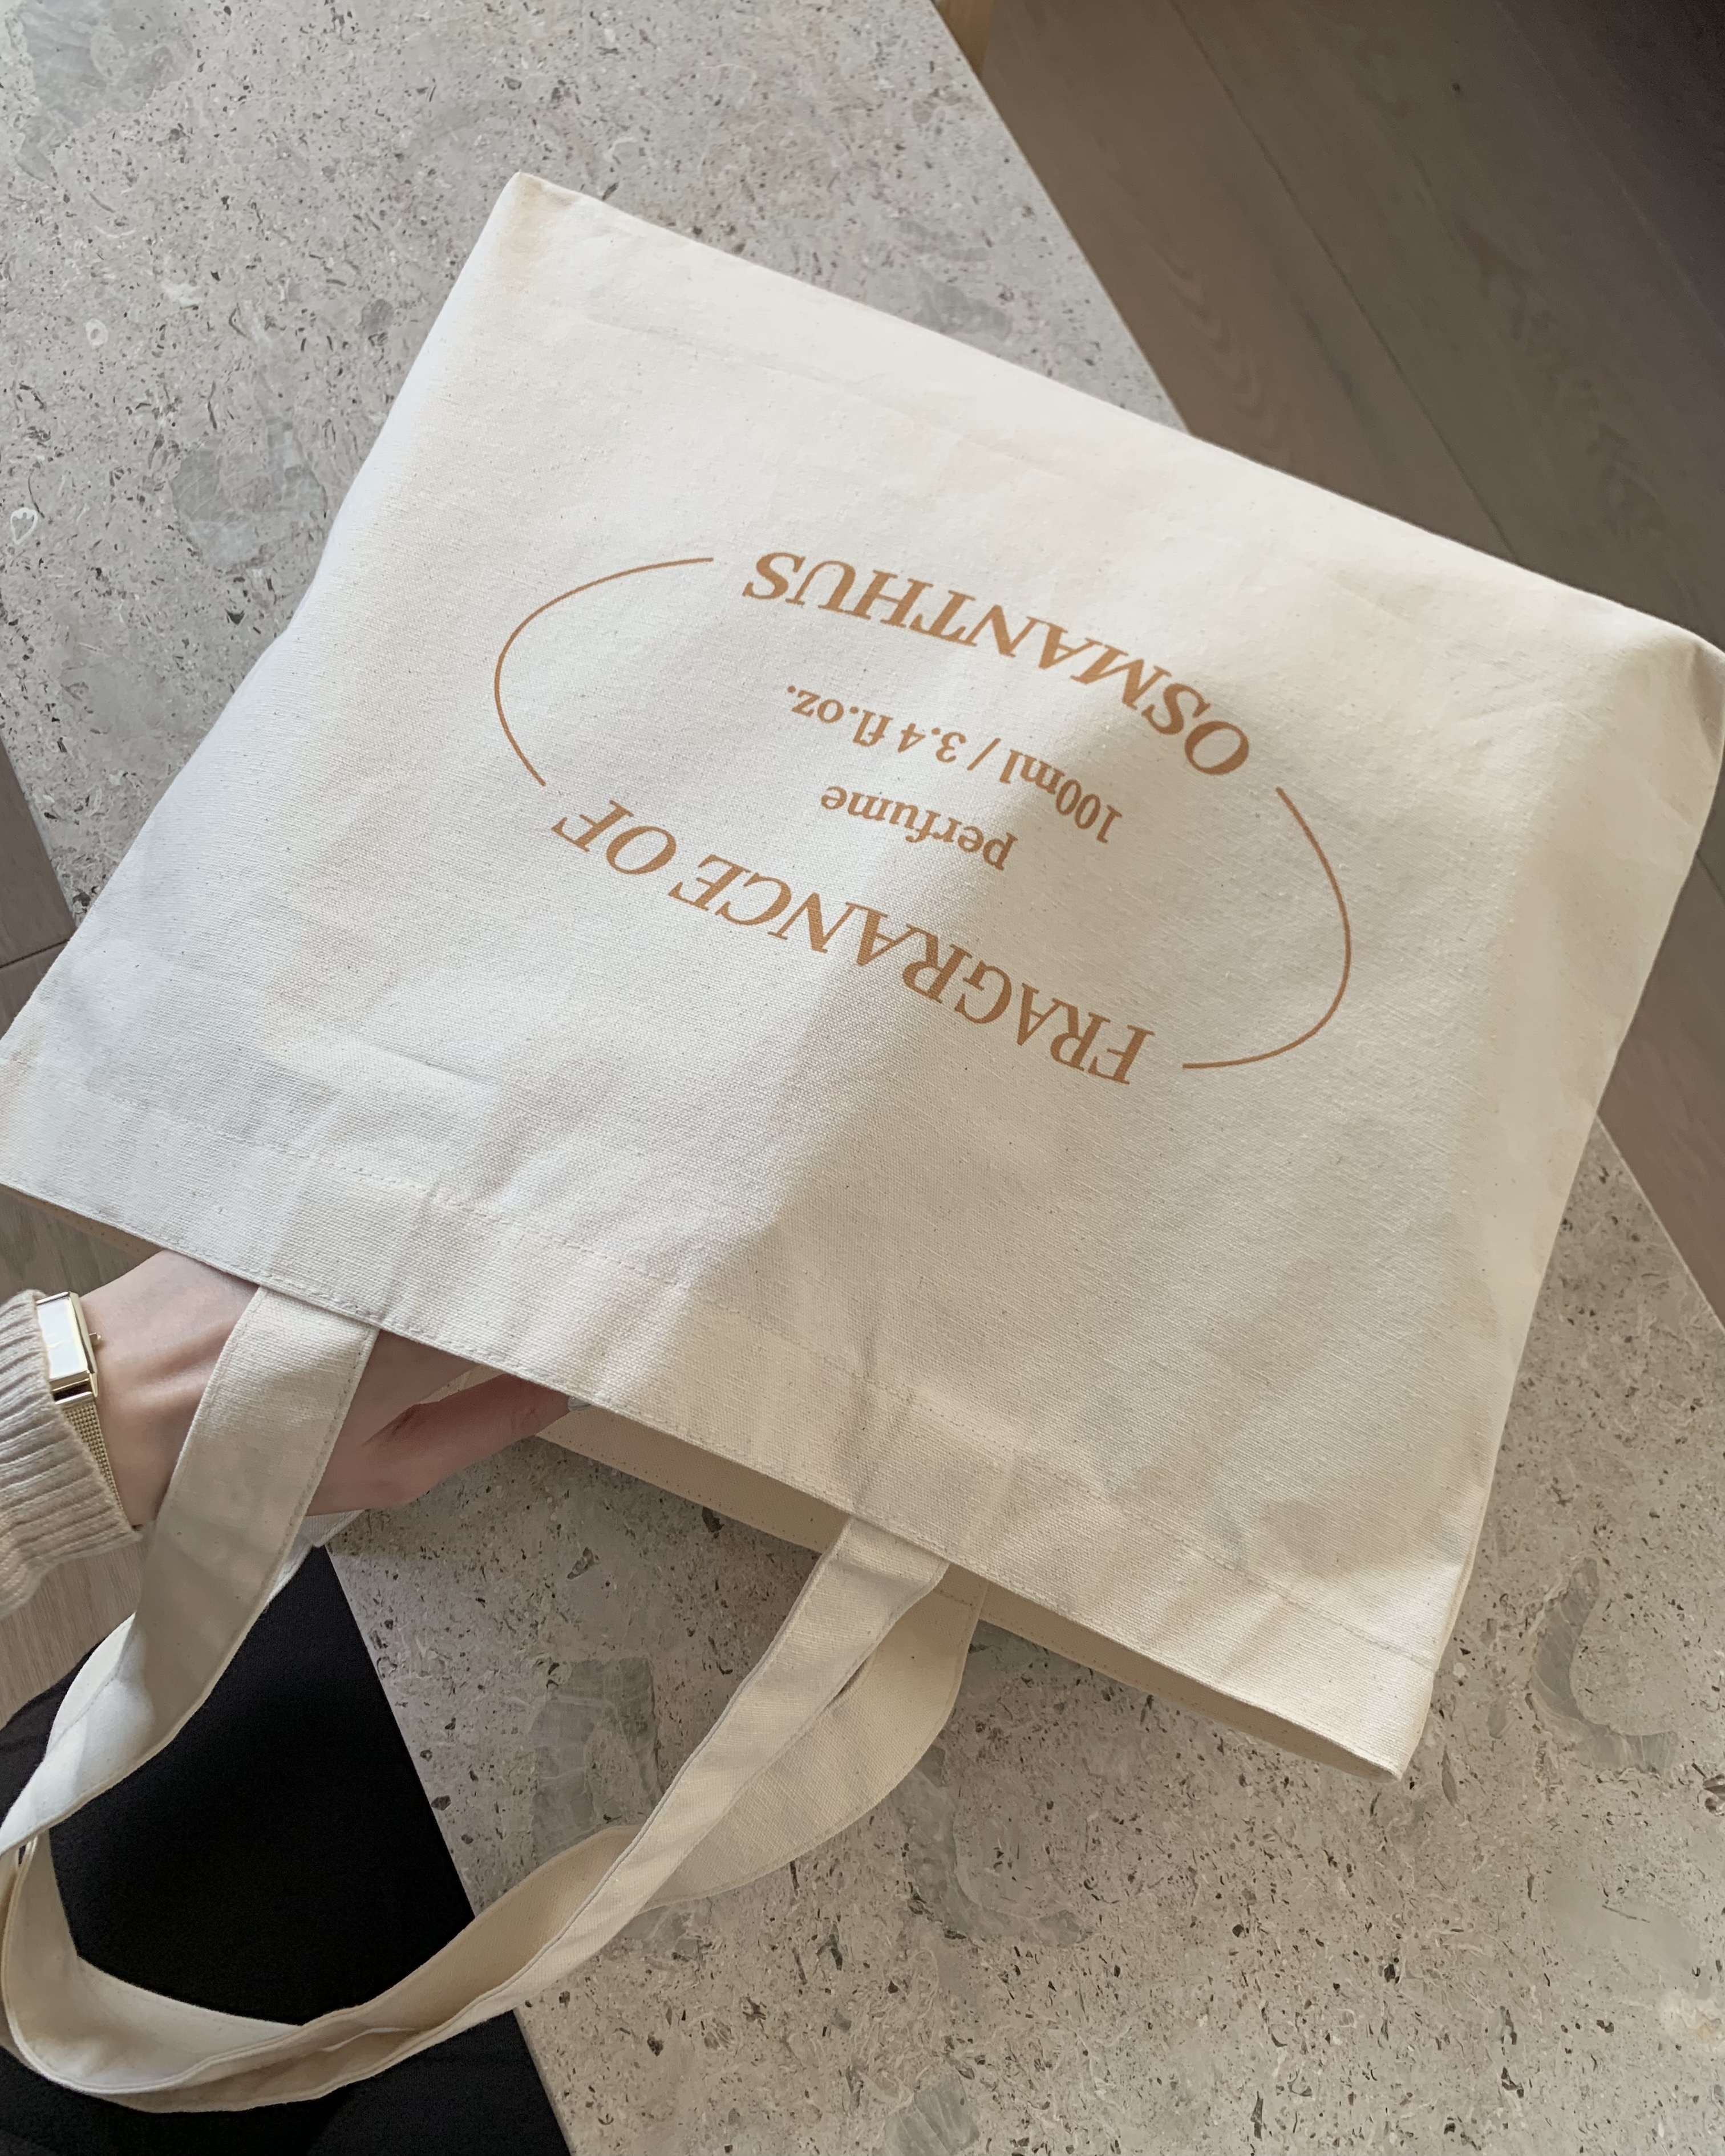 FRAGRANCE OF
perfume
100ml / 3.4 fl.oz.
OSMANTHUS